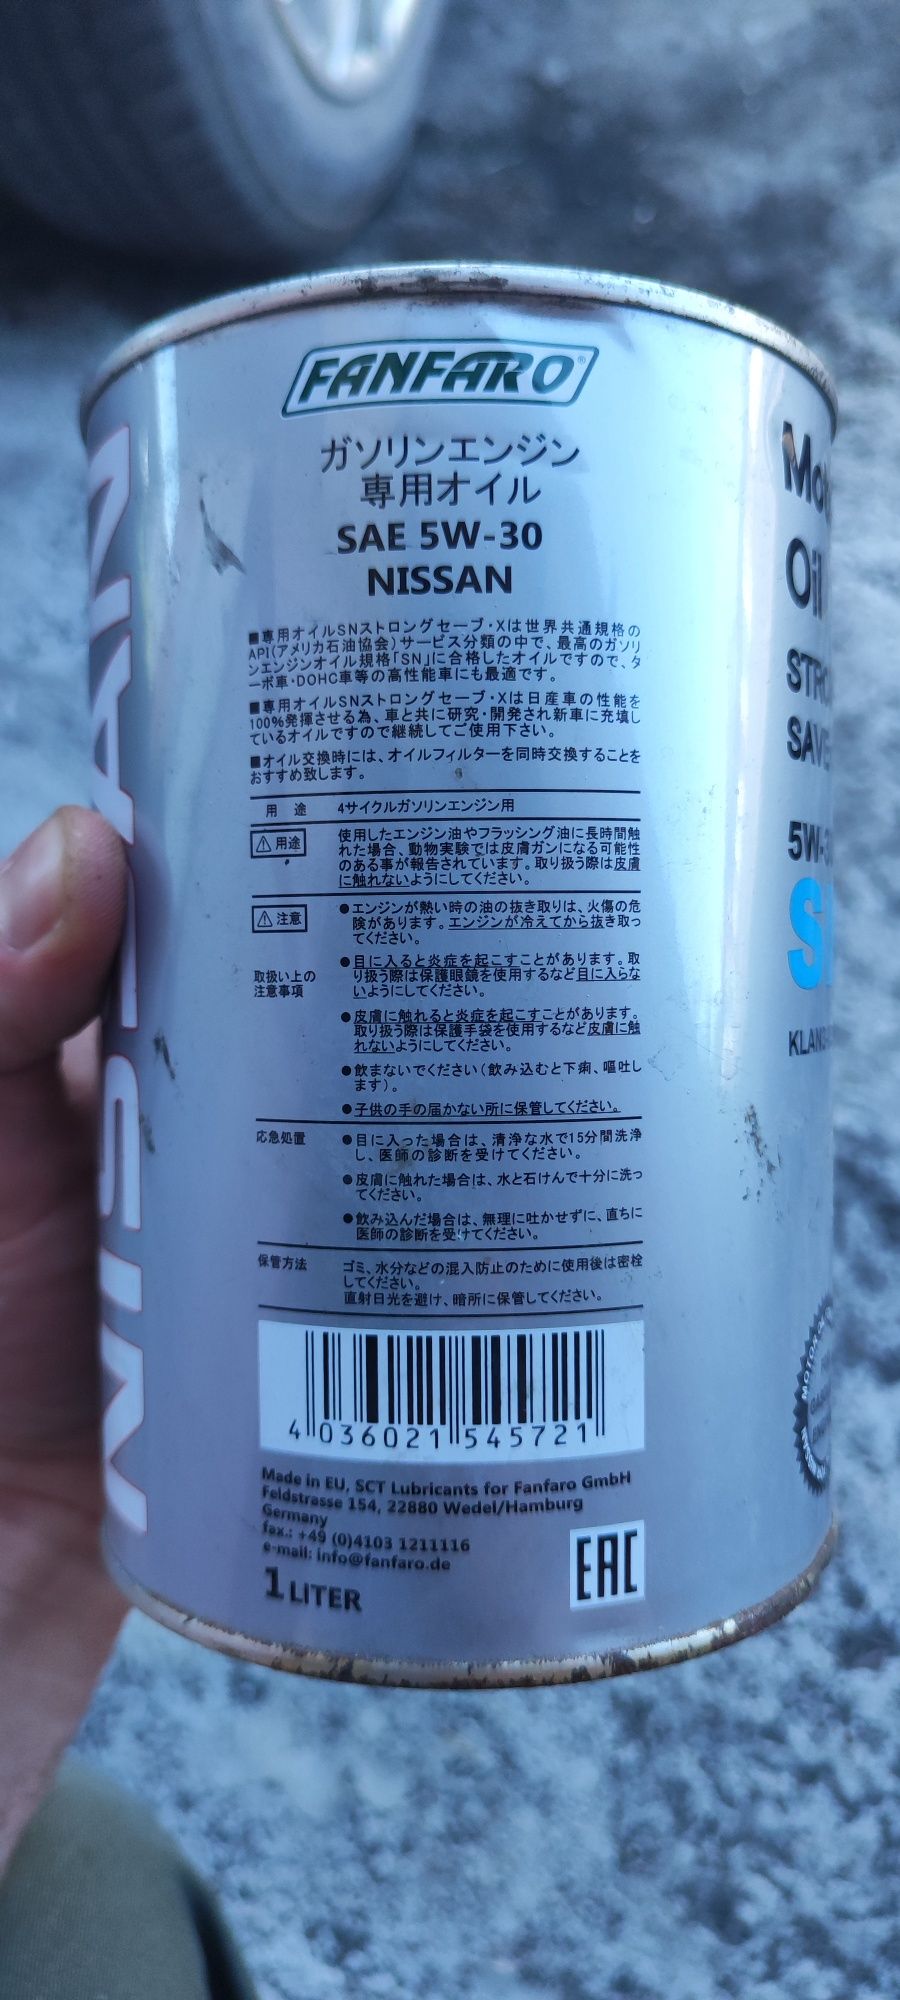 FANFARO®
ガソリンエンジン
専用オイル
SAE 5W-30
NISSAN
■専用オイルSNストロングセーブ・Xは世界共通規格の
API(アメリカ石油協会)サービス分類の中で、最高のガソリ
ンエンジンオイル規格「SN」に合格したオイルですので、タ
ーボ車・DOHC車等の高性能車にも最適です。
■専用オイルSNストロングセーブ・Xは日産車の性能を
100%発揮させる為、車と共に研究・開発され新車に充填し
ているオイルですので継続してご使用下さい。
■オイル交換時には、オイルフィルターを同時交換することを
おすすめ致します。
用 途 4サイクルガソリンエンジン用
⚠用途 使用したエンジン油やフラッシング油に長時間触
れた場合、動物実験では皮膚ガンになる可能性
のある事が報告されています。取り扱う際は皮膚
に触れないようにしてください。
⚠注意 ●エンジンが熱い時の油の抜き取りは、火傷の危
険があります。エンジンが冷えてから抜き取っ
てください。
取扱い上の
注意事項
●目に入ると炎症を起こすことがあります。取
り扱う際は保護眼鏡を使用するなど目に入らな
いようにしてください。
●皮膚に触れると炎症を起こすことがあります。
取り扱う際は保護手袋を使用するなど皮膚に触
れないようにしてください。
●飲まないでください(飲み込むと下痢、嘔吐し
ます)。
●子供の手の届かない所に保管してください。
応急処置 ●目に入った場合は、清浄な水で15分間洗浄
し、医師の診断を受けてください。
●皮膚に触れた場合は、水と石けんで十分に洗っ
てください。
●飲み込んだ場合は、無理に吐かせずに、直ちに
医師の診断を受けてください。
保管方法 ゴミ、水分などの混入防止のために使用後は密栓
してください。
直射日光を避け、暗所に保管してください。
4 036021 545721
Made in EU, SCT Lubricants for Fanfaro GmbH
Feldstrasse 154, 22880 Wedel/Hamburg
Germany
fax.: +49 (0)4103 1211116
e-mail: info@fanfaro.de
1 LITER
EAC
NISSAN
Oil